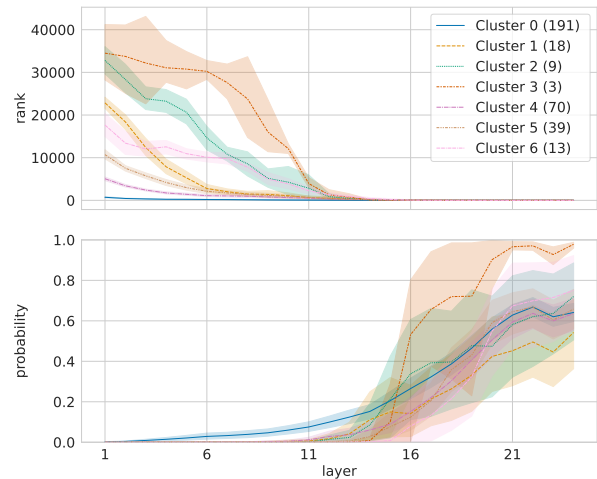 40000
30000
20000
10000
0
rank
Cluster 0 (191)
Cluster 1 (18)
Cluster 2 (9)
Cluster 3 (3)
Cluster 4 (70)
Cluster 5 (39)
Cluster 6 (13)
1.0
0.8
0.6
0.4
0.2
0.0
probability
1 6 11 16 21
layer